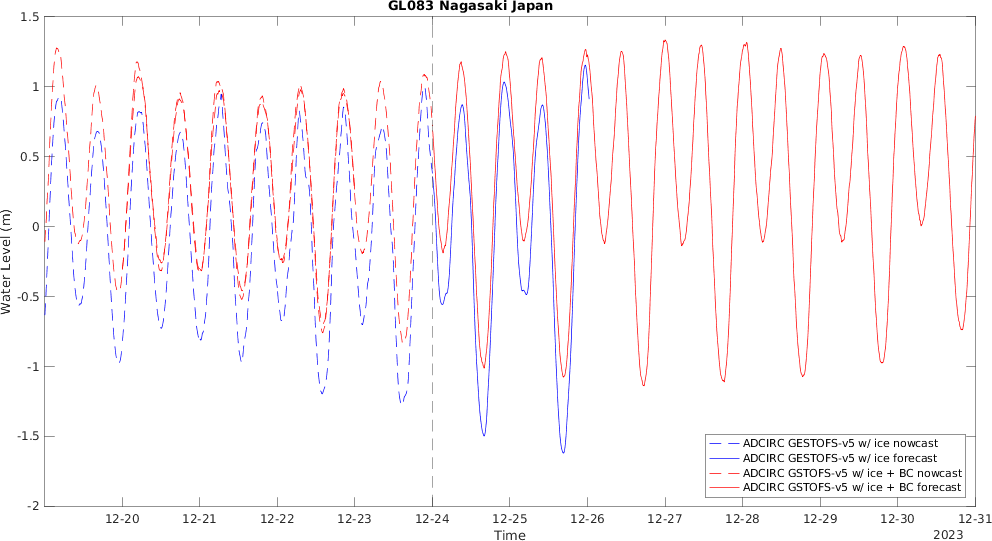 GL083 Nagasaki Japan
Water Level (m)
1.5
1
0.5
0
-0.5
-1
-1.5
-2
ADCIRC GESTOFS-v5 w/ ice nowcast
ADCIRC GESTOFS-v5 w/ ice forecast
ADCIRC GSTOFS-v5 w/ ice + BC nowcast
ADCIRC GSTOFS-v5 w/ ice + BC forecast
12-20 12-21 12-22 12-23 12-24 12-25 12-26 12-27 12-28 12-29 12-30 12-31
Time
2023